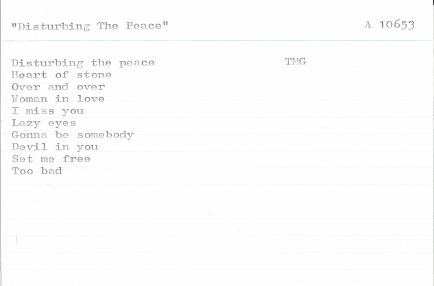 "Disturbing The Peace" A 10653
Disturbing the peace TMG
Heart of stone
Over and over
Woman in love
I miss you
Lazy eyes
Gonna be somebody
Devil in you
Set me free
Too bad